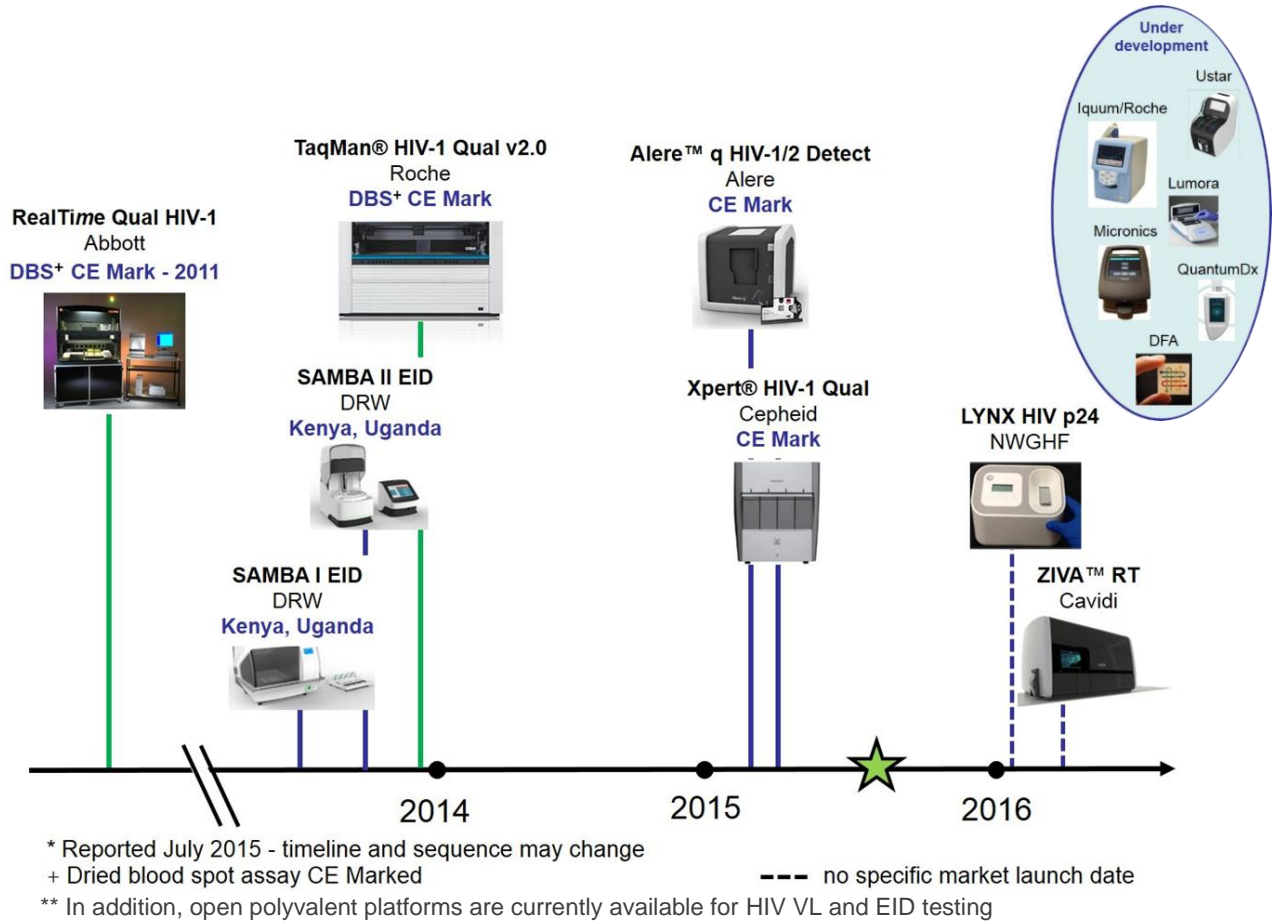 Under
development
Ustar
Iquum/Roche
Lumora
Micronics
QuantumDx
DFA
RealTime Qual HIV-1
Abbott
DBS+ CE Mark - 2011
TaqMan® HIV-1 Qual v2.0
Roche
DBS+ CE Mark
SAMBA II EID
DRW
Kenya, Uganda
SAMBA I EID
DRW
Kenya, Uganda
Alere™ q HIV-1/2 Detect
Alere
CE Mark
Xpert® HIV-1 Qual
Cepheid
CE Mark
LYNX HIV p24
NWGHF
ZIVA™ RT
Cavidi
2014
2015
2016
* Reported July 2015 - timeline and sequence may change
+ Dried blood spot assay CE Marked
no specific market launch date
** In addition, open polyvalent platforms are currently available for HIV VL and EID testing